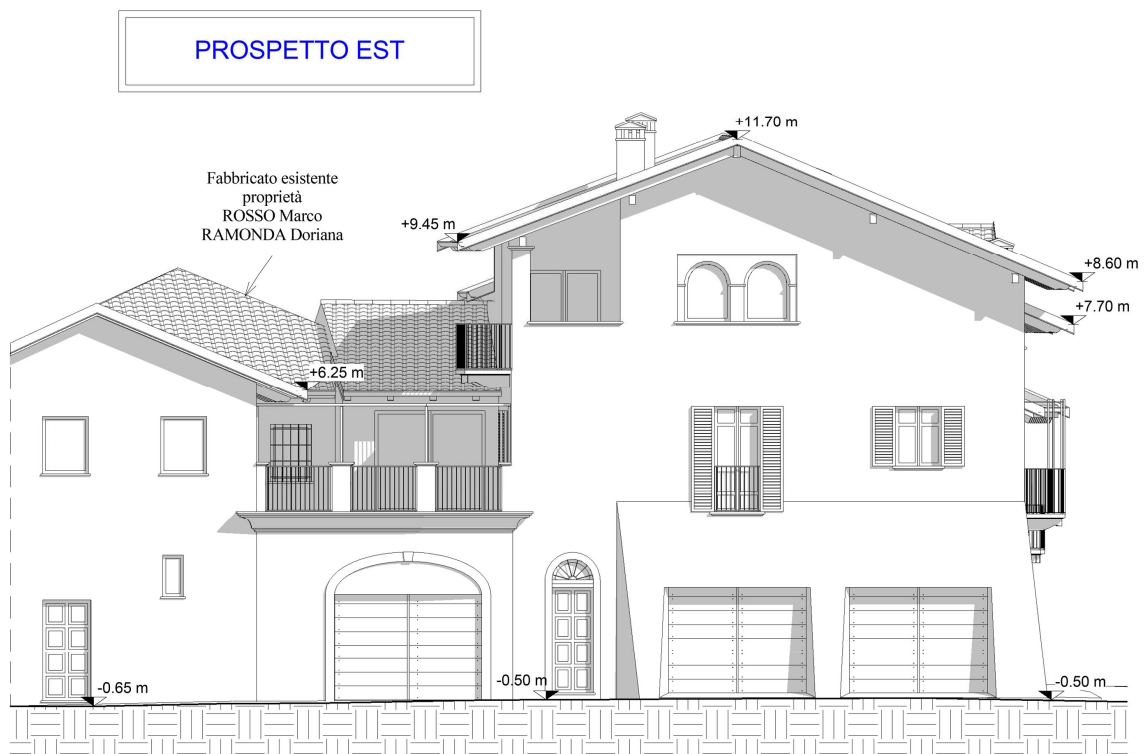 PROSPETTO EST
+11.70 m
Fabbricato esistente
proprietà
ROSSO Marco
RAMONDA Doriana
+9.45 m
+8.60 m
+7.70 m
+6.25 m
-0.65 m
-0.50 m
-0.50 m